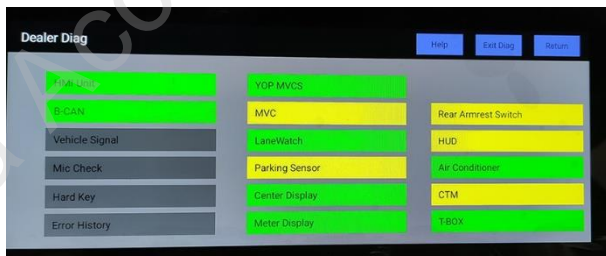 Dealer Diag
Help
Exit Diag
Return
HMI-Unit
B-CAN
Vehicle Signal
Mic Check
Hard Key
Error History
YOP MVCS
MVC
LaneWatch
Parking Sensor
Center Display
Meter Display
Rear Armrest Switch
HUD
Air Conditioner
CTM
T-BOX